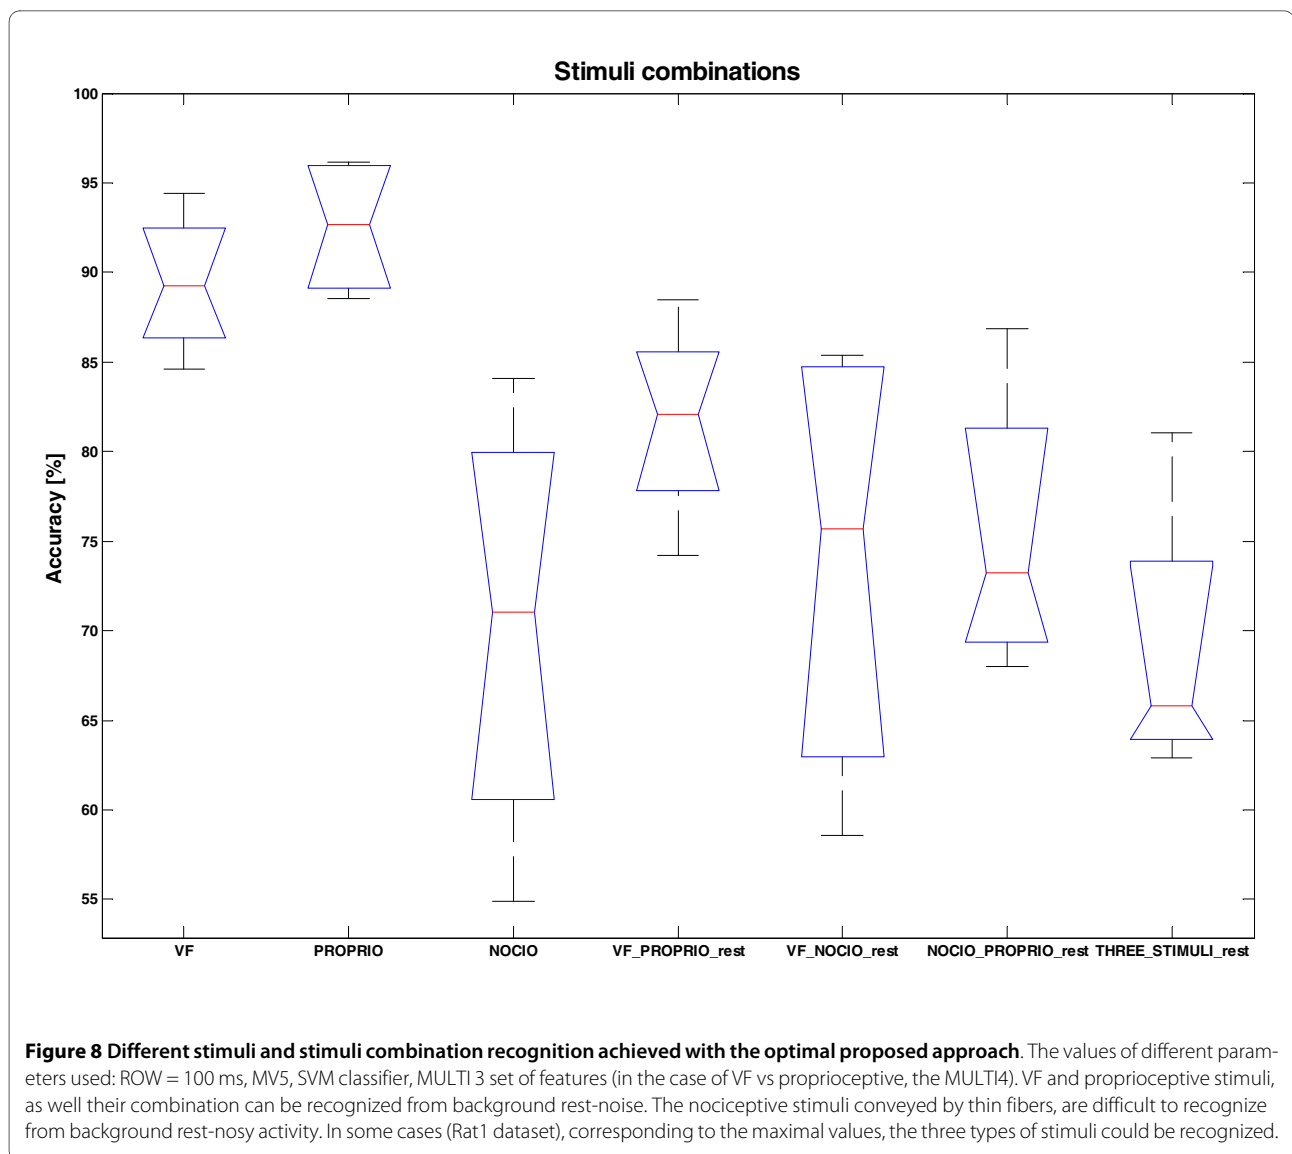 Stimuli combinations
100
95
90
85
80
75
70
65
60
55
Accuracy [%]
VF PROPRIO NOCIO VF_PROPRIO_rest VF_NOCIO_rest NOCIO_PROPRIO_rest THREE_STIMULI_rest
Figure 8 Different stimuli and stimuli combination recognition achieved with the optimal proposed approach. The values of different param-
eters used: ROW = 100 ms, MV5, SVM classifier, MULTI 3 set of features (in the case of VF vs proprioceptive, the MULTI4). VF and proprioceptive stimuli,
as well their combination can be recognized from background rest-noise. The nociceptive stimuli conveyed by thin fibers, are difficult to recognize
from background rest-nosy activity. In some cases (Rat1 dataset), corresponding to the maximal values, the three types of stimuli could be recognized.